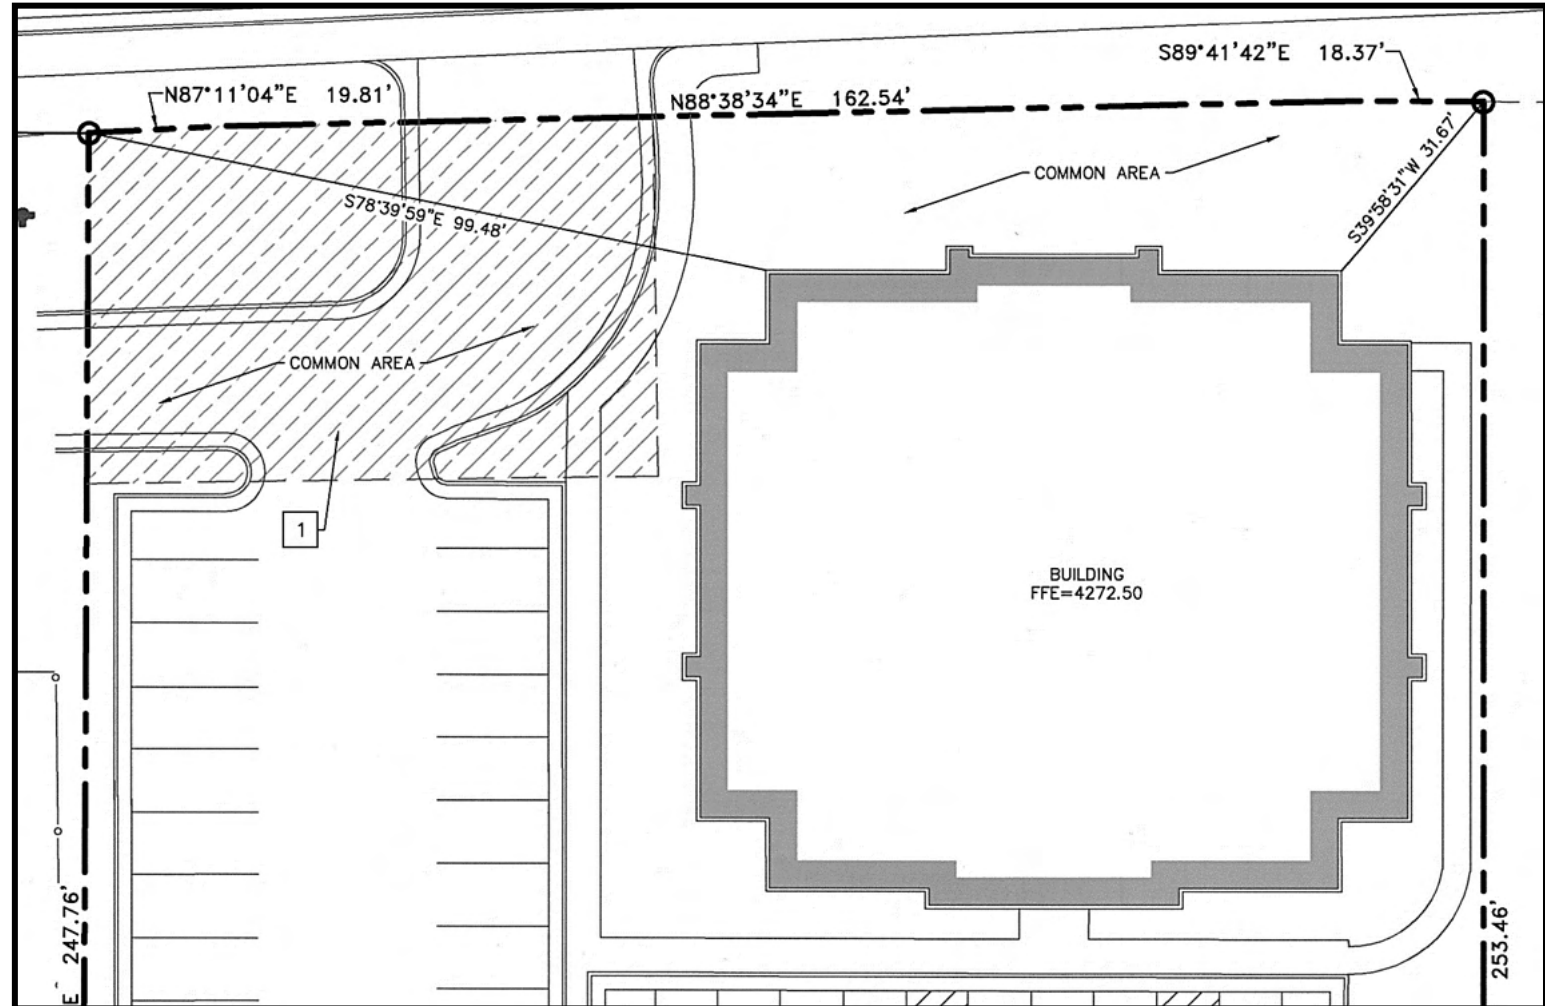 S89°41'42"E 18.37'
N87°11'04"E 19.81'
N88°38'34"E 162.54'
COMMON AREA
S39°58'31"W 31.67'
S78°39'59"E 99.48'
COMMON AREA
1
BUILDING
FFE=4272.50
E 247.76'
253.46'